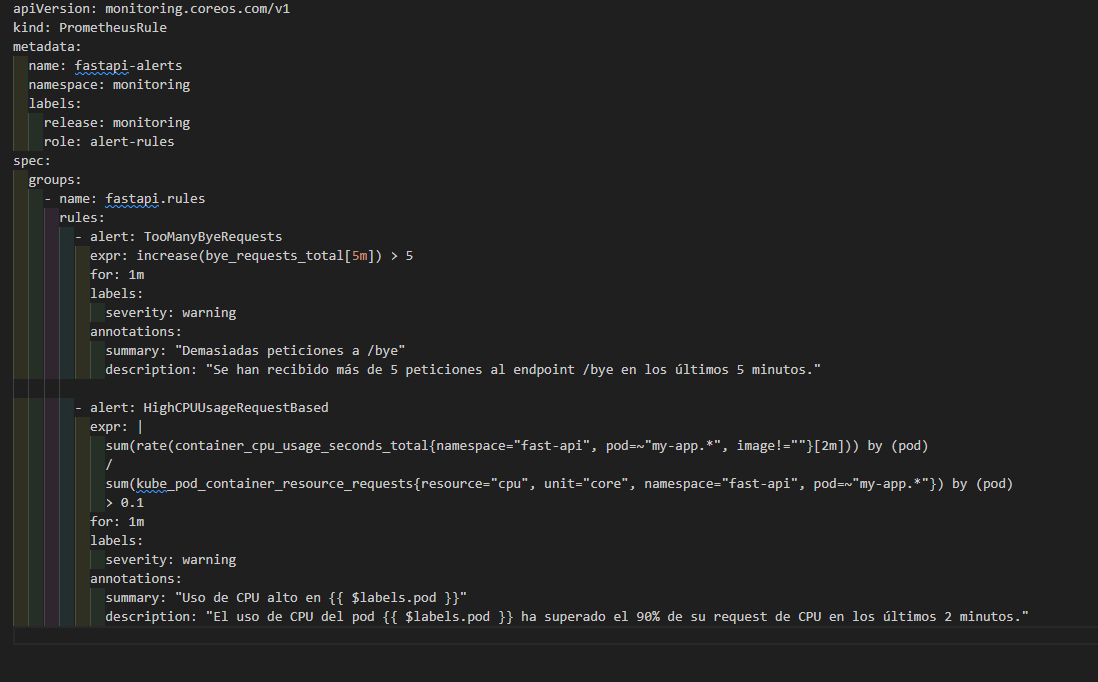 apiVersion: monitoring.coreos.com/v1
kind: PrometheusRule
metadata:
  name: fastapi-alerts
  namespace: monitoring
  labels:
    release: monitoring
    role: alert-rules
spec:
  groups:
    - name: fastapi.rules
      rules:
        - alert: TooManyByeRequests
          expr: increase(bye_requests_total[5m]) > 5
          for: 1m
          labels:
            severity: warning
          annotations:
            summary: "Demasiadas peticiones a /bye"
            description: "Se han recibido más de 5 peticiones al endpoint /bye en los últimos 5 minutos."

        - alert: HighCPUUsageRequestBased
          expr: |
            sum(rate(container_cpu_usage_seconds_total{namespace="fast-api", pod=~"my-app.*", image!=""}[2m])) by (pod)
            /
            sum(kube_pod_container_resource_requests{resource="cpu", unit="core", namespace="fast-api", pod=~"my-app.*"}) by (pod)
            > 0.1
          for: 1m
          labels:
            severity: warning
          annotations:
            summary: "Uso de CPU alto en {{ $labels.pod }}"
            description: "El uso de CPU del pod {{ $labels.pod }} ha superado el 90% de su request de CPU en los últimos 2 minutos."